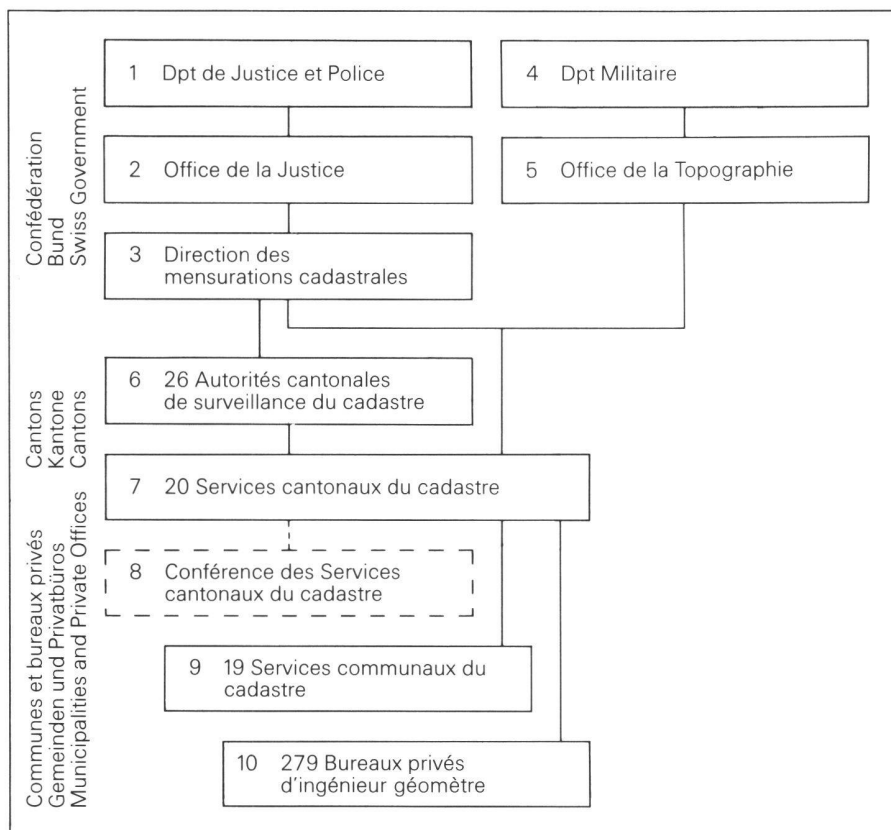 Confédération
Bund
Swiss Government
1 Dpt de Justice et Police
4 Dpt Militaire
2 Office de la Justice
5 Office de la Topographie
3 Direction des
mensurations cadastrales
Cantons
Kantone
Cantons
6 26 Autorités cantonales
de surveillance du cadastre
7 20 Services cantonaux du cadastre
Communes et bureaux privés
Gemeinden und Privatbüros
Municipalities and Private Offices
8 Conférence des Services
cantonaux du cadastre
9 19 Services communaux du
cadastre
10 279 Bureaux privés
d'ingénieur géomètre